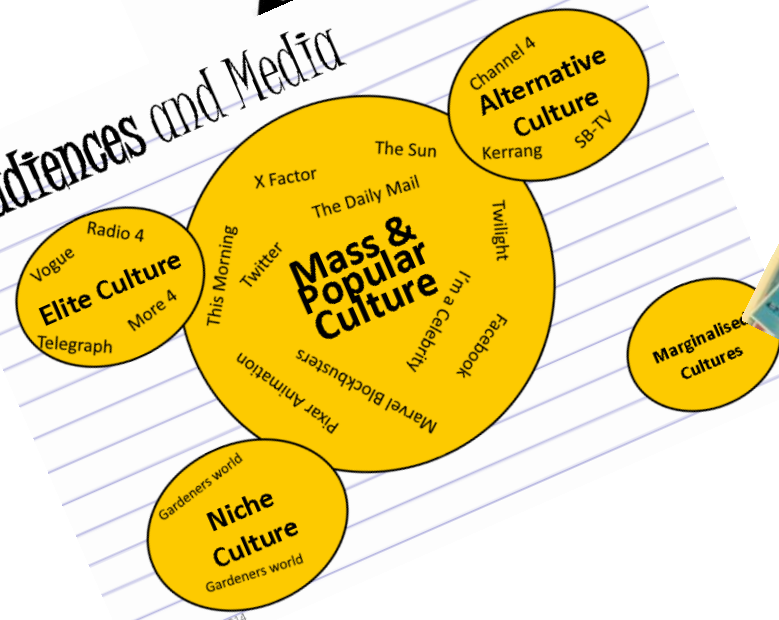 and Media
Channel 4
Alternative
Culture
Kerrang
SB-TV
The Sun
X Factor
The Daily Mail
Twilight
This Morning
Twitter
Mass &
Popular
Culture
I'm a Celebrity
Facebook
Marvel Blockbusters
Pixar Animation
Radio 4
Vogue
Elite Culture
More 4
Telegraph
Marginalised
Cultures
Gardeners world
Niche
Culture
Gardeners world